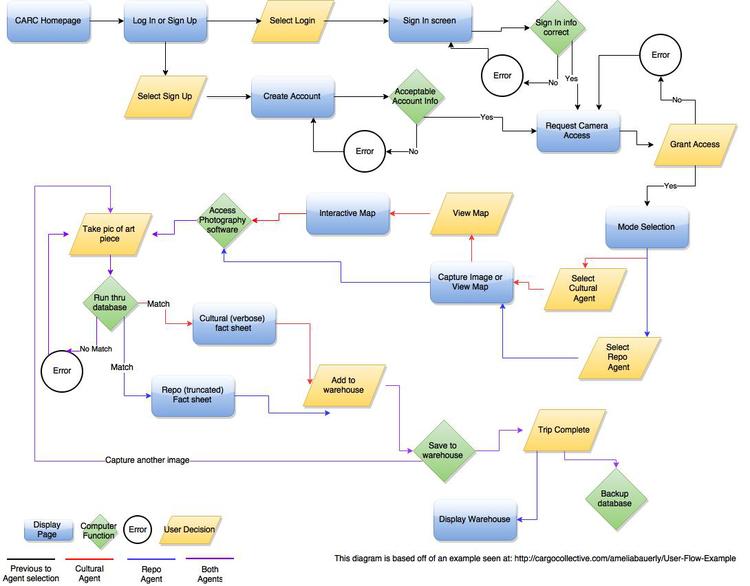 CARC Homepage
Log In or Sign Up
Select Login
Sign In screen
Sign In info
correct
Error
No
Yes
Error
No
Select Sign Up
Create Account
Acceptable
Account Info
Yes
Error
No
Request Camera
Access
Grant Access
Yes
Mode Selection
Take pic of art
piece
Access
Photography
software
Interactive Map
View Map
Capture Image or
View Map
Select
Cultural
Agent
Run thru
database
Match
Cultural (verbose)
fact sheet
No Match
Error
Match
Select
Repo
Agent
Repo (truncated)
Fact sheet
Add to
warehouse
Capture another image
Save to
warehouse
Trip Complete
Backup
database
Display Warehouse
Display
Page
Computer
Function
Error
User Decision
Previous to
Agent selection
Cultural
Agent
Repo
Agent
Both
Agents
This diagram is based off of an example seen at: http://cargocollective.com/ameliabauerly/User-Flow-Example